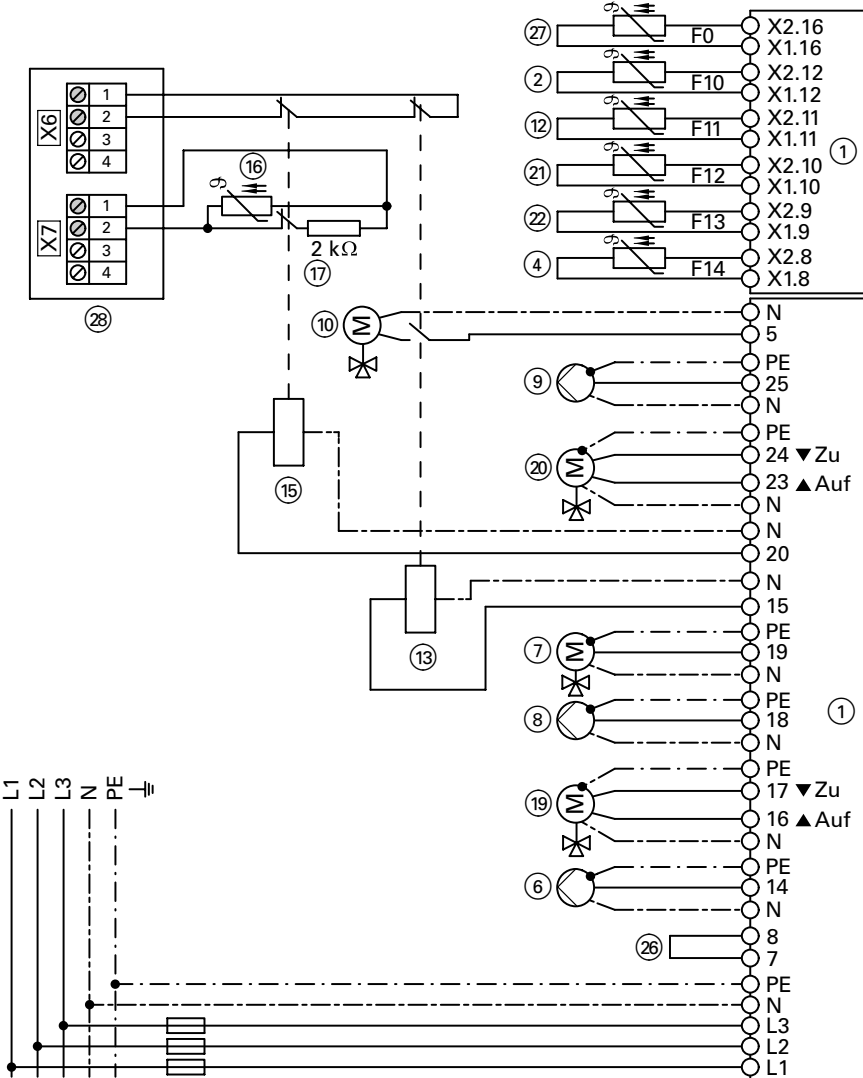 27
F0
X2.16
X1.16
2
F10
X2.12
X1.12
12
F11
X2.11
X1.11
21
F12
X2.10
X1.10
22
F13
X2.9
X1.9
4
F14
X2.8
X1.8
1
X6
1
2
3
4
X7
1
2
3
4
28
ϑ
16
2 kΩ
17
ϑ
ϑ
ϑ
ϑ
ϑ
ϑ
10
M
N
5
9
PE
25
N
20
M
PE
24 ▼ Zu
23 ▲ Auf
N
15
N
20
13
N
15
7
M
PE
19
N
8
PE
18
N
1
19
M
PE
17 ▼ Zu
16 ▲ Auf
N
6
PE
14
N
26
8
7
L1
L2
L3
N
PE
PE
N
L3
L2
L1